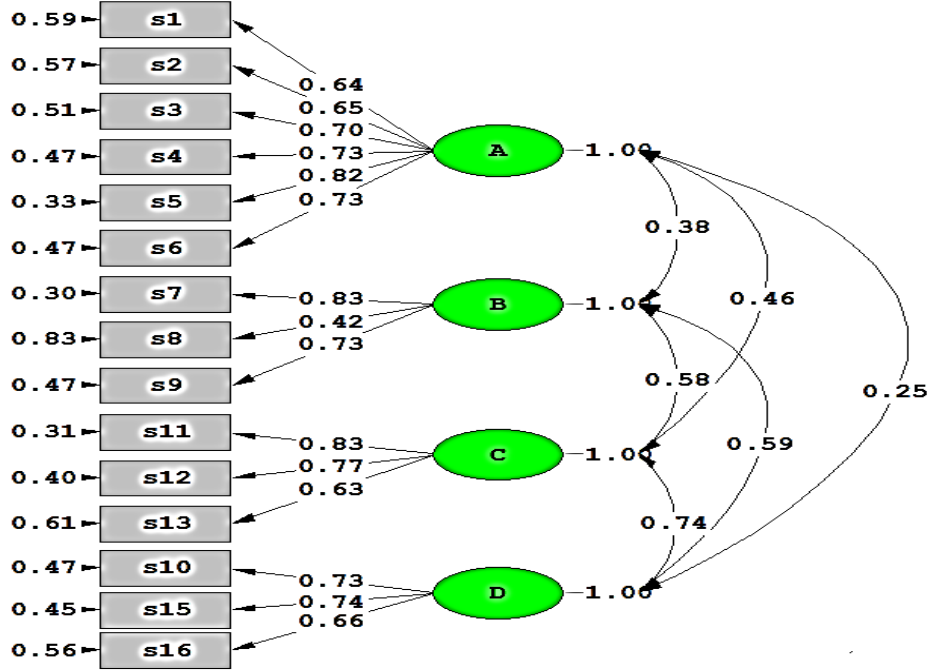 0.59 s1
0.64
0.57 s2
0.65
0.51 s3
0.70
0.47 s4 0.73 A 1.00
0.82
0.33 s5
0.73
0.38
0.47 s6
0.30 s7 0.83 B 1.00 0.46
0.42
0.83 s8
0.73
0.58
0.47 s9
0.25
0.31 s11
0.83 0.59
0.77 C 1.00
0.40 s12
0.63
0.61 s13 0.74
0.47 s10
0.73
0.74 D 1.00
0.45 s15
0.66
0.56 s16